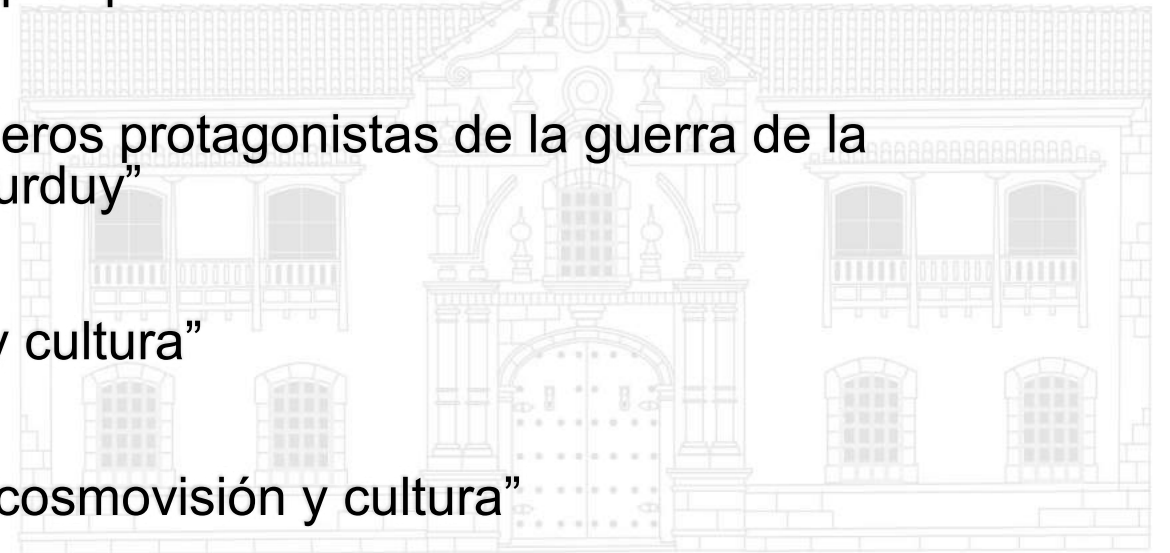 eros protagonistas de la guerra de la
urduy”
y cultura”
cosmovisión y cultura”